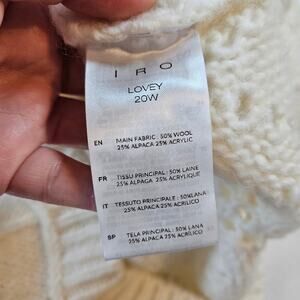 IRO
LOVEY
20W
EN MAIN FABRIC : 50% WOOL
25% ALPACA 25% ACRYLIC
FR TISSU PRINCIPAL : 50% LAINE
25% ALPAGA 25% ACRYLIQUE
IT TESSUTO PRINCIPALE : 50% LANA
25% ALPACA 25% ACRILICO
SP TELA PRINCIPAL : 50% LANA
25% ALPACA 25% ACRILICO